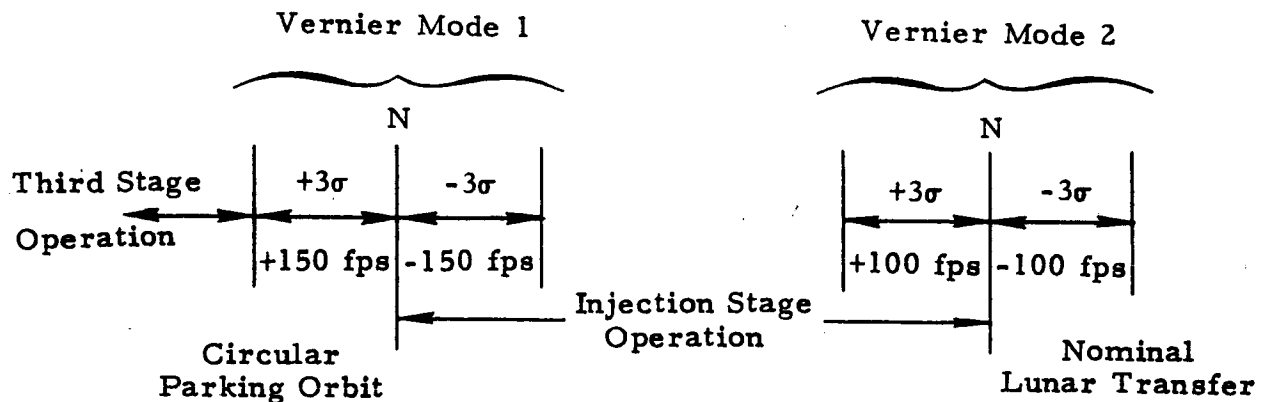 Vernier Mode 1
Vernier Mode 2
N
N
Third Stage
Operation
+3σ
-3σ
+150 fps
-150 fps
+3σ
-3σ
+100 fps
-100 fps
Injection Stage
Operation
Circular
Parking Orbit
Nominal
Lunar Transfer